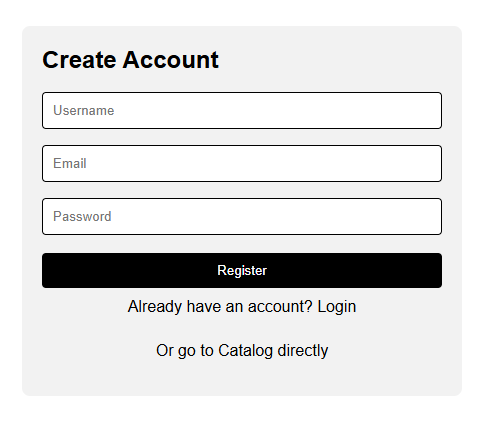 Create Account
Username
Email
Password
Register
Already have an account? Login
Or go to Catalog directly